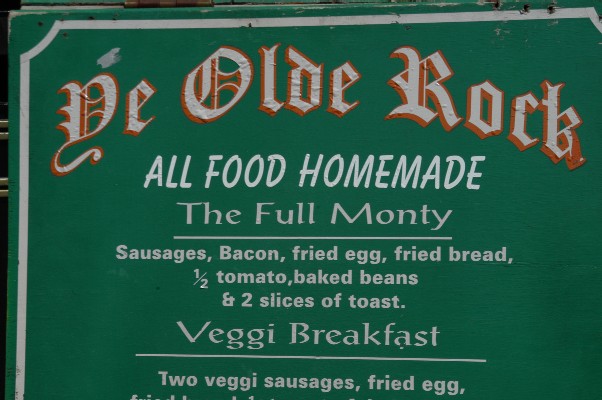 Ye Olde Rock
ALL FOOD HOMEMADE
The Full Monty
Sausages, Bacon, fried egg, fried bread,
½ tomato,baked beans
& 2 slices of toast.
Veggi Breakfast
Two veggi sausages, fried egg,